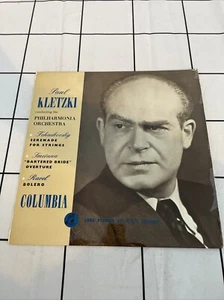 Paul
KLETZKI
conducting the
PHILHARMONIA
ORCHESTRA
Tchaikovsky
SERENADE
FOR STRINGS
Smetana
"BARTERED BRIDE"
OVERTURE
Ravel
BOLERO
COLUMBIA